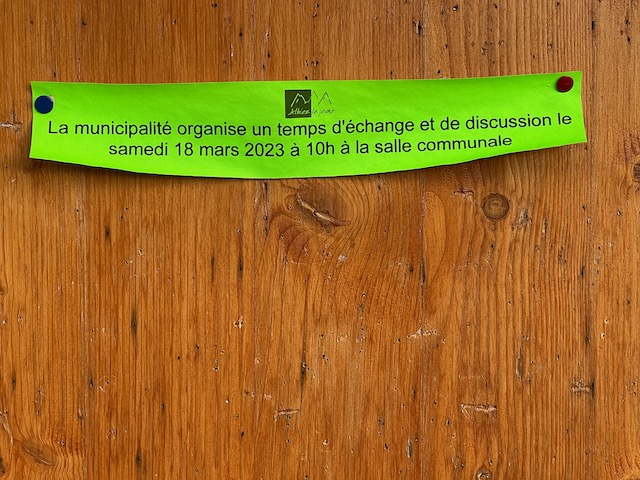 La municipalité organise un temps d'échange et de discussion le
samedi 18 mars 2023 à 10h à la salle communale